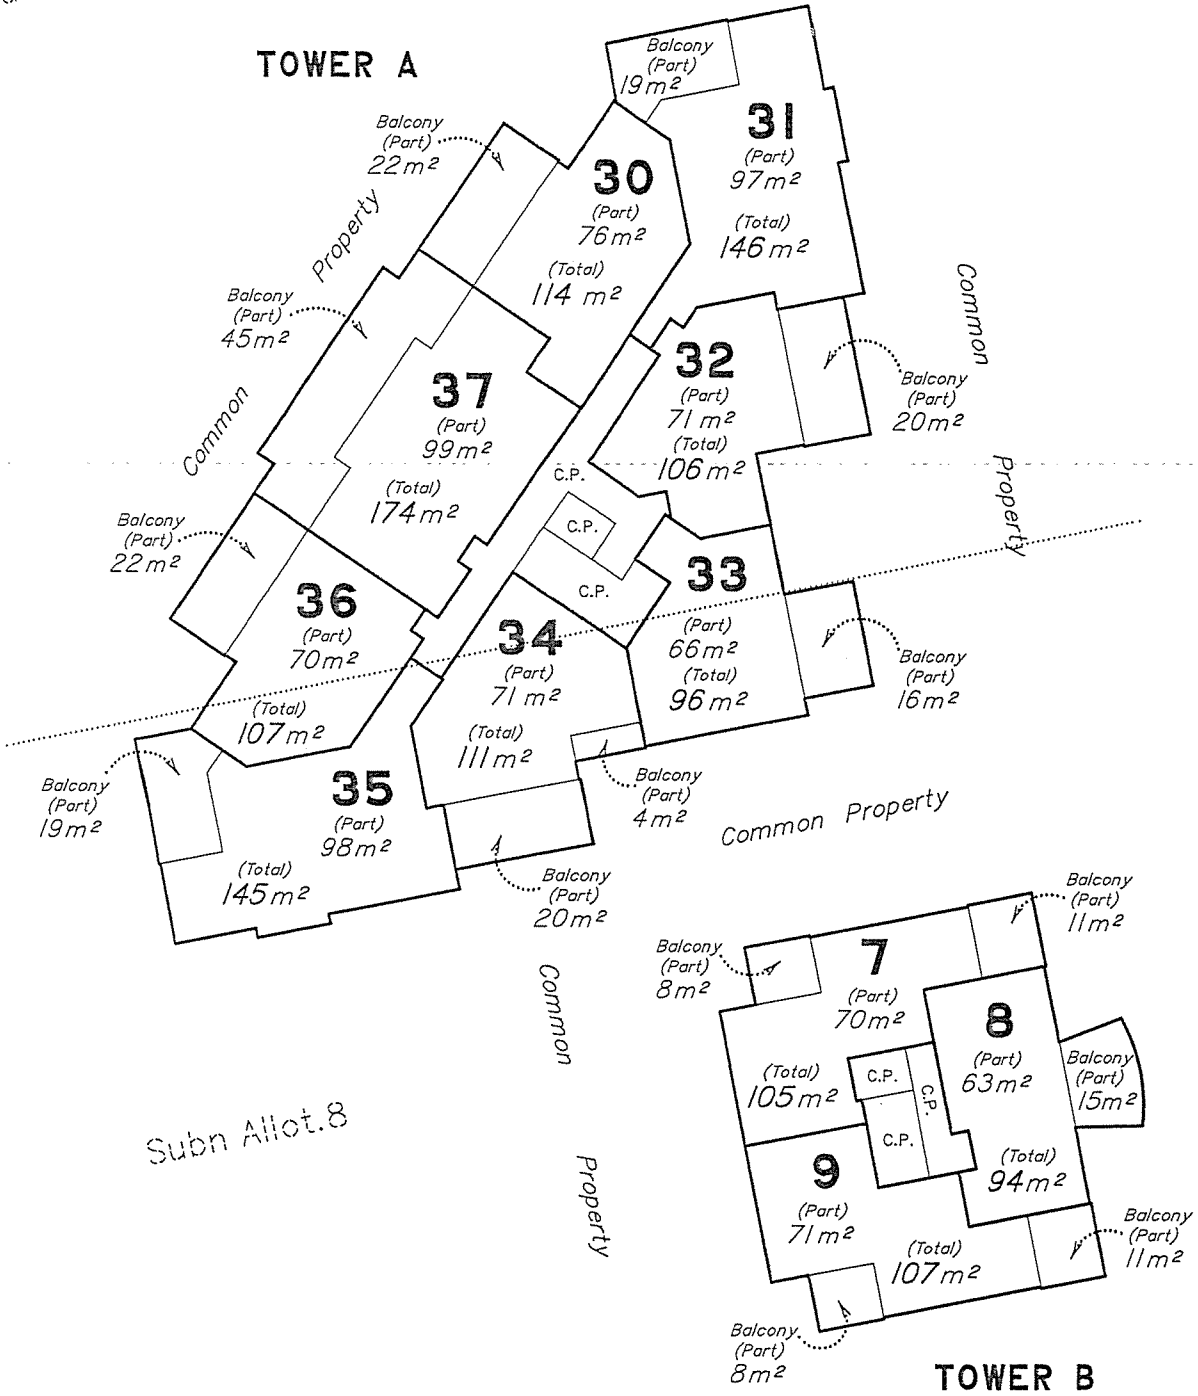 TOWER A
Balcony
(Part)
19m²
31
(Part)
97m²
(Total)
146m²
Balcony
(Part)
22m²
30
(Part)
76m²
(Total)
114 m²
Common Property
Balcony
(Part)
45m²
37
(Part)
99m²
(Total)
174m²
32
(Part)
71m²
(Total)
106m²
Balcony
(Part)
20m²
Common Property
C.P.
C.P.
C.P.
Balcony
(Part)
22m²
36
(Part)
70m²
(Total)
107m²
34
(Part)
71m²
(Total)
111m²
33
(Part)
66m²
(Total)
96m²
Balcony
(Part)
16m²
Balcony
(Part)
19m²
35
(Part)
98m²
(Total)
145m²
Balcony
(Part)
4m²
Balcony
(Part)
20m²
Common Property
Common Property
Subn Allot.8
Balcony
(Part)
8m²
7
(Part)
70m²
(Total)
105m²
Balcony
(Part)
11m²
8
(Part)
63m²
(Total)
94m²
Balcony
(Part)
15m²
C.P.
C.P.
C.P.
9
(Part)
71m²
(Total)
107m²
Balcony
(Part)
11m²
Balcony
(Part)
8m²
TOWER B